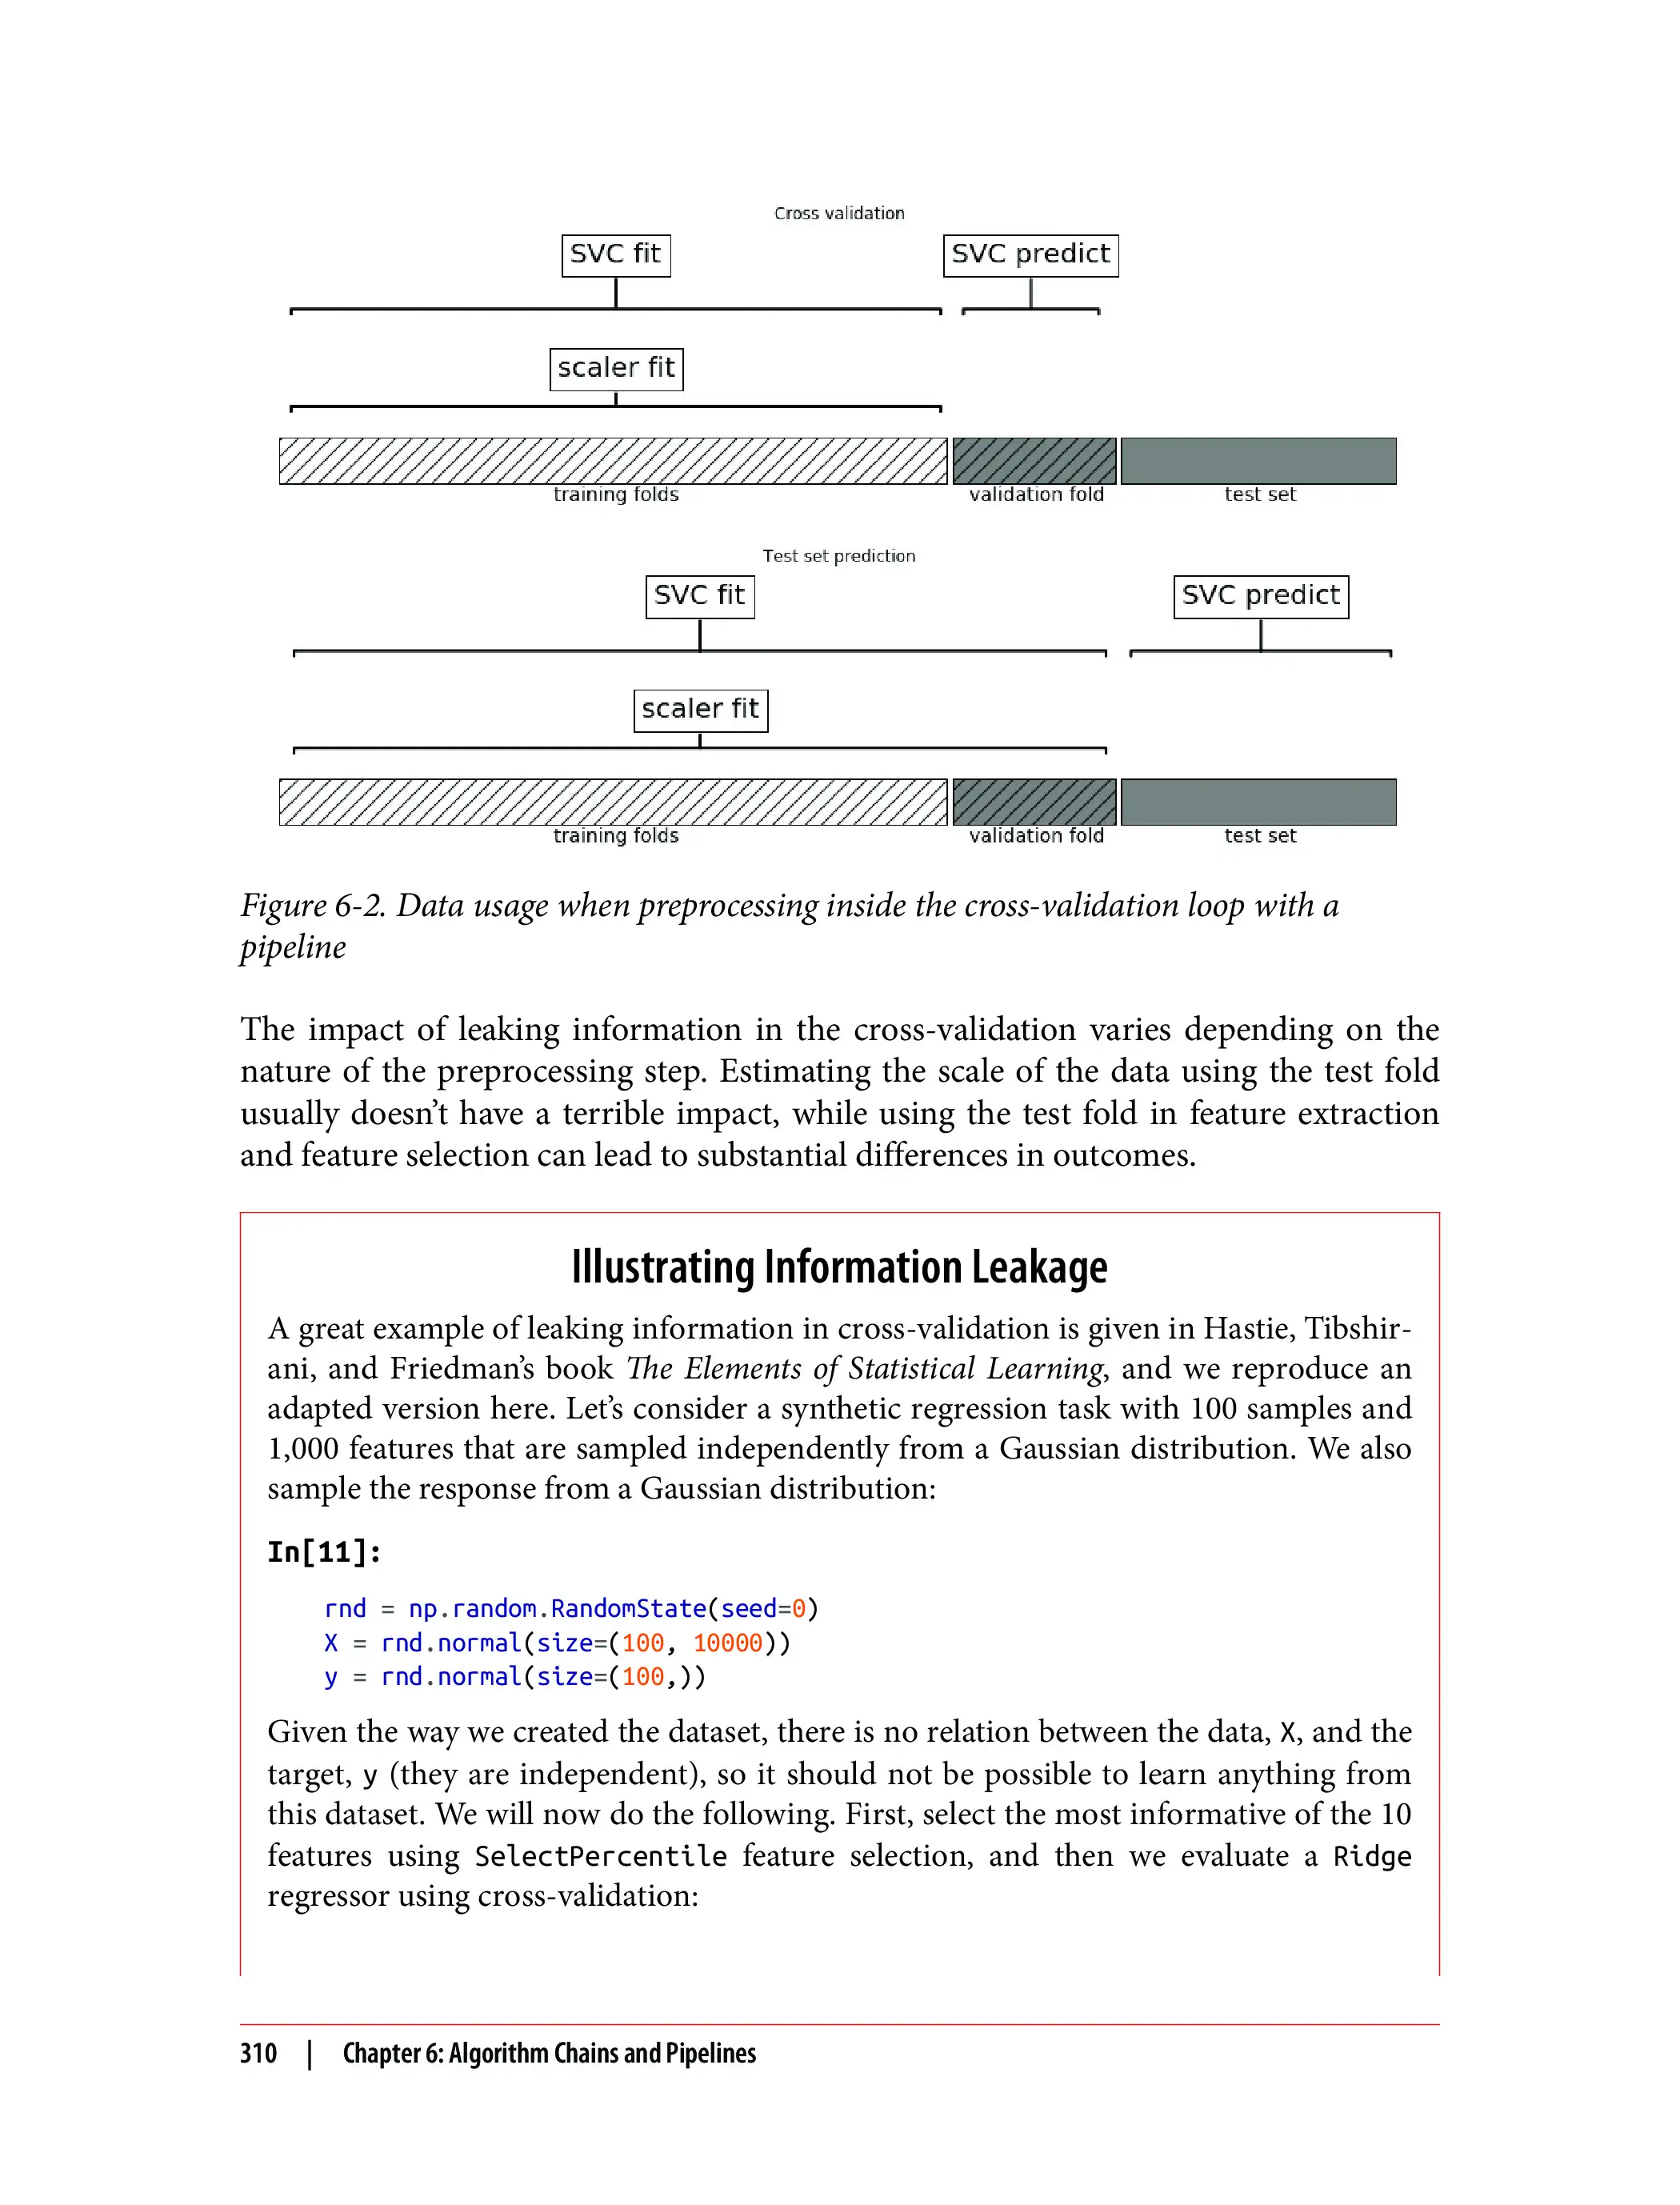 Cross validation
SVC fit SVC predict
scaler fit
training folds validation fold test set
Test set prediction
SVC fit SVC predict
scaler fit
training folds validation fold test set
Figure 6-2. Data usage when preprocessing inside the cross-validation loop with a
pipeline
The impact of leaking information in the cross-validation varies depending on the
nature of the preprocessing step. Estimating the scale of the data using the test fold
usually doesn’t have a terrible impact, while using the test fold in feature extraction
and feature selection can lead to substantial differences in outcomes.
Illustrating Information Leakage
A great example of leaking information in cross-validation is given in Hastie, Tibshir-
ani, and Friedman’s book The Elements of Statistical Learning, and we reproduce an
adapted version here. Let’s consider a synthetic regression task with 100 samples and
1,000 features that are sampled independently from a Gaussian distribution. We also
sample the response from a Gaussian distribution:
In[11]:
rnd = np.random.RandomState(seed=0)
X = rnd.normal(size=(100, 10000))
y = rnd.normal(size=(100,))
Given the way we created the dataset, there is no relation between the data, X, and the
target, y (they are independent), so it should not be possible to learn anything from
this dataset. We will now do the following. First, select the most informative of the 10
features using SelectPercentile feature selection, and then we evaluate a Ridge
regressor using cross-validation:
310 | Chapter 6: Algorithm Chains and Pipelines